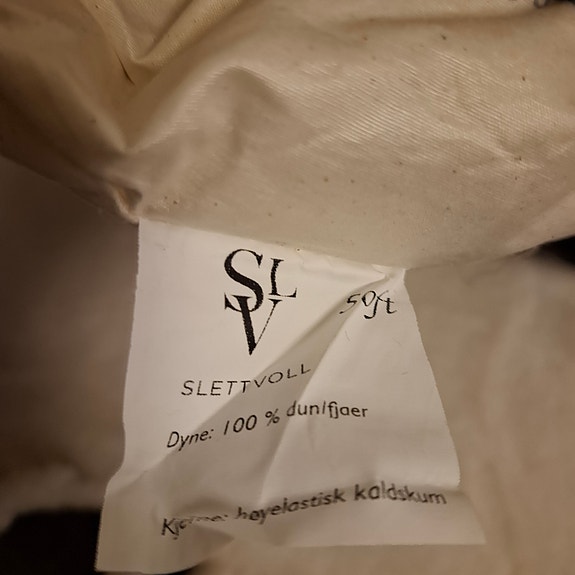 SLV
soft
SLETTVOLL
Dyne: 100 % dun/fjaer
høyelastisk kaldskum